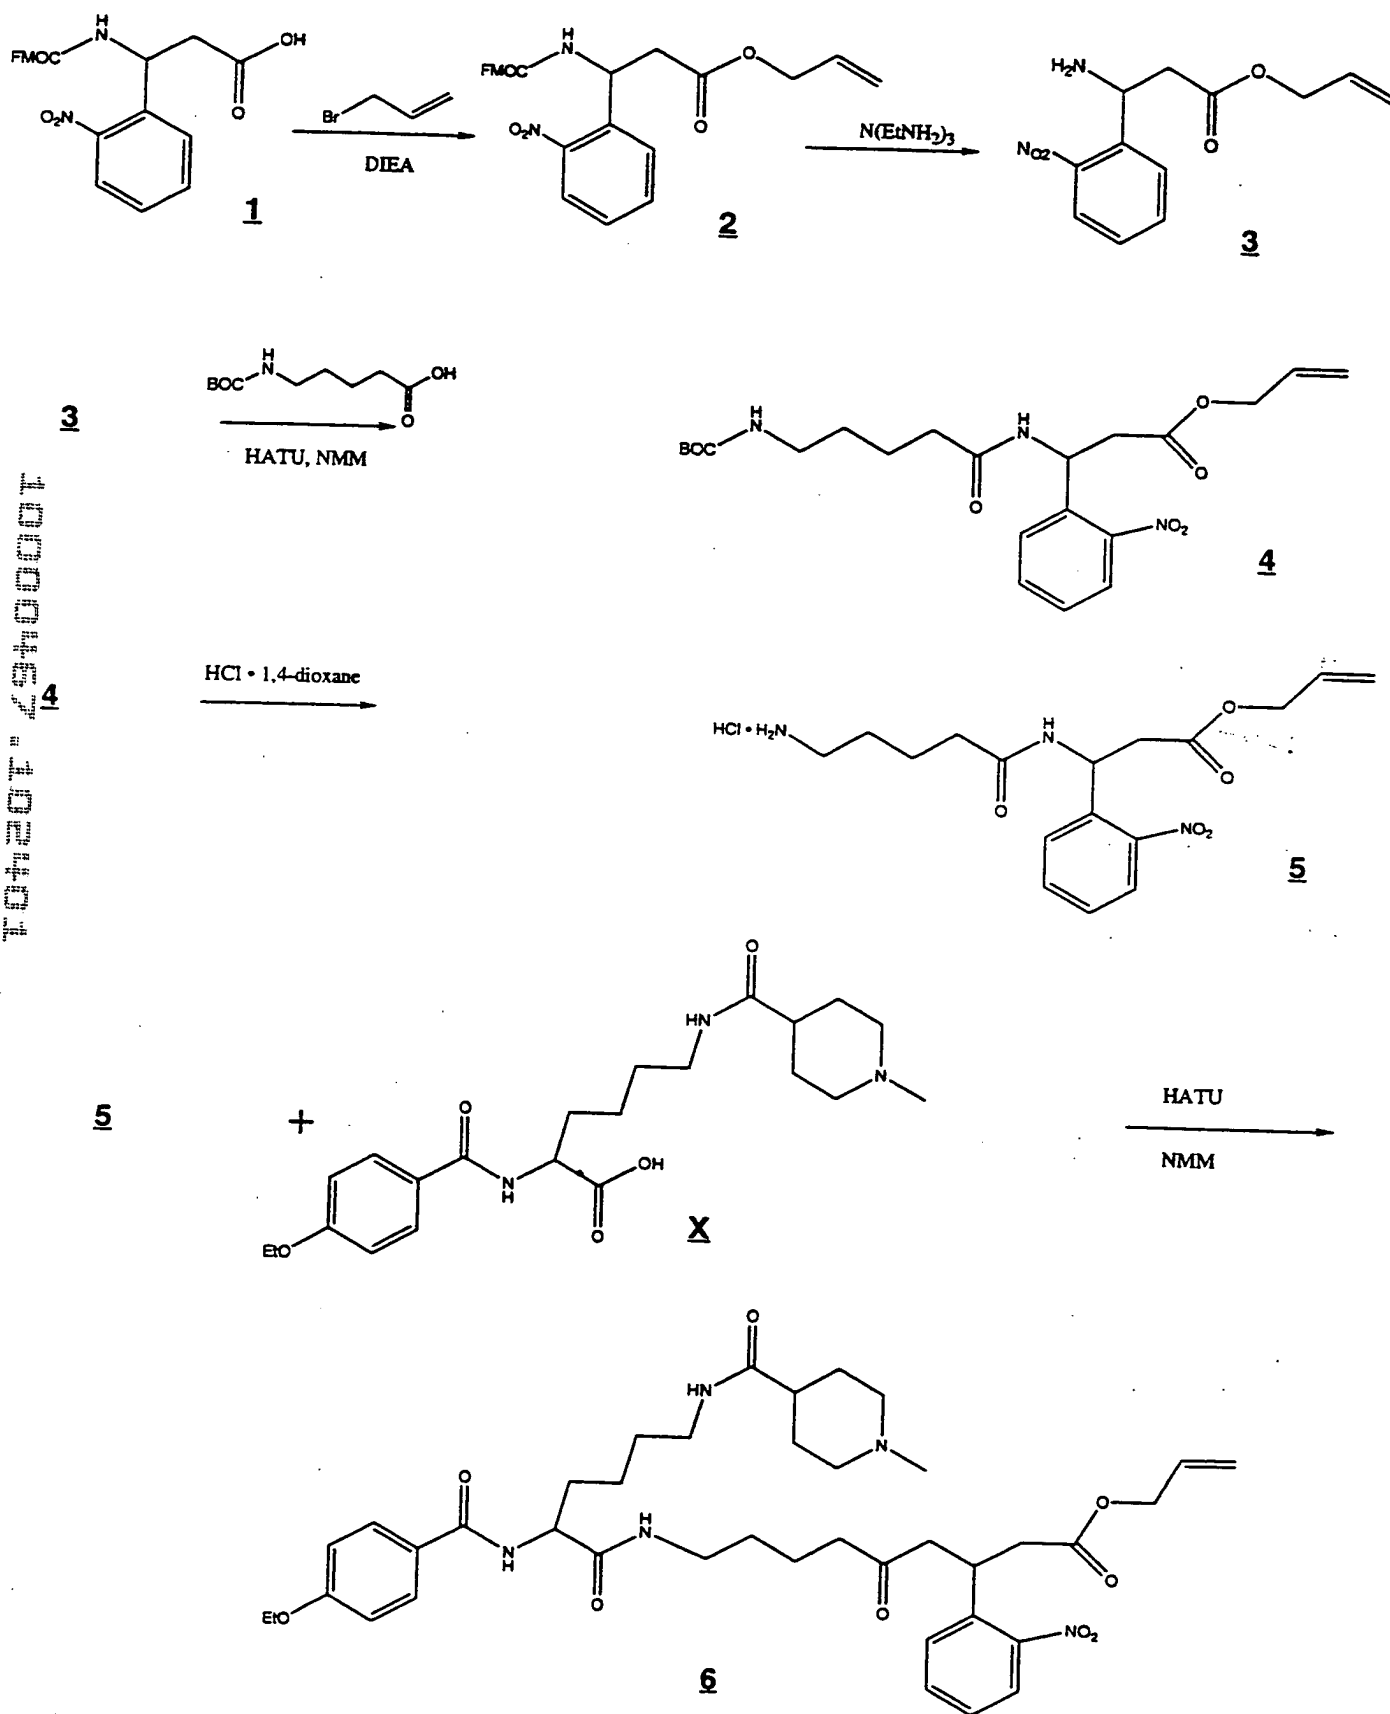 FMOC H N OH O O₂N 1
Br DIEA
FMOC H N O O O₂N 2
N(EtNH₂)₃
H₂N O O NO2 3
3
BOC H N OH O
HATU, NMM
BOC H N O H N O O NO₂ 4
4
HCl • 1,4-dioxane
HCl • H₂N O H N O O NO₂ 5
10000457.102401
5
+
O HN N O N H OH O EtO X
HATU
NMM
O HN N O N H O H N O O O NO₂ EtO 6